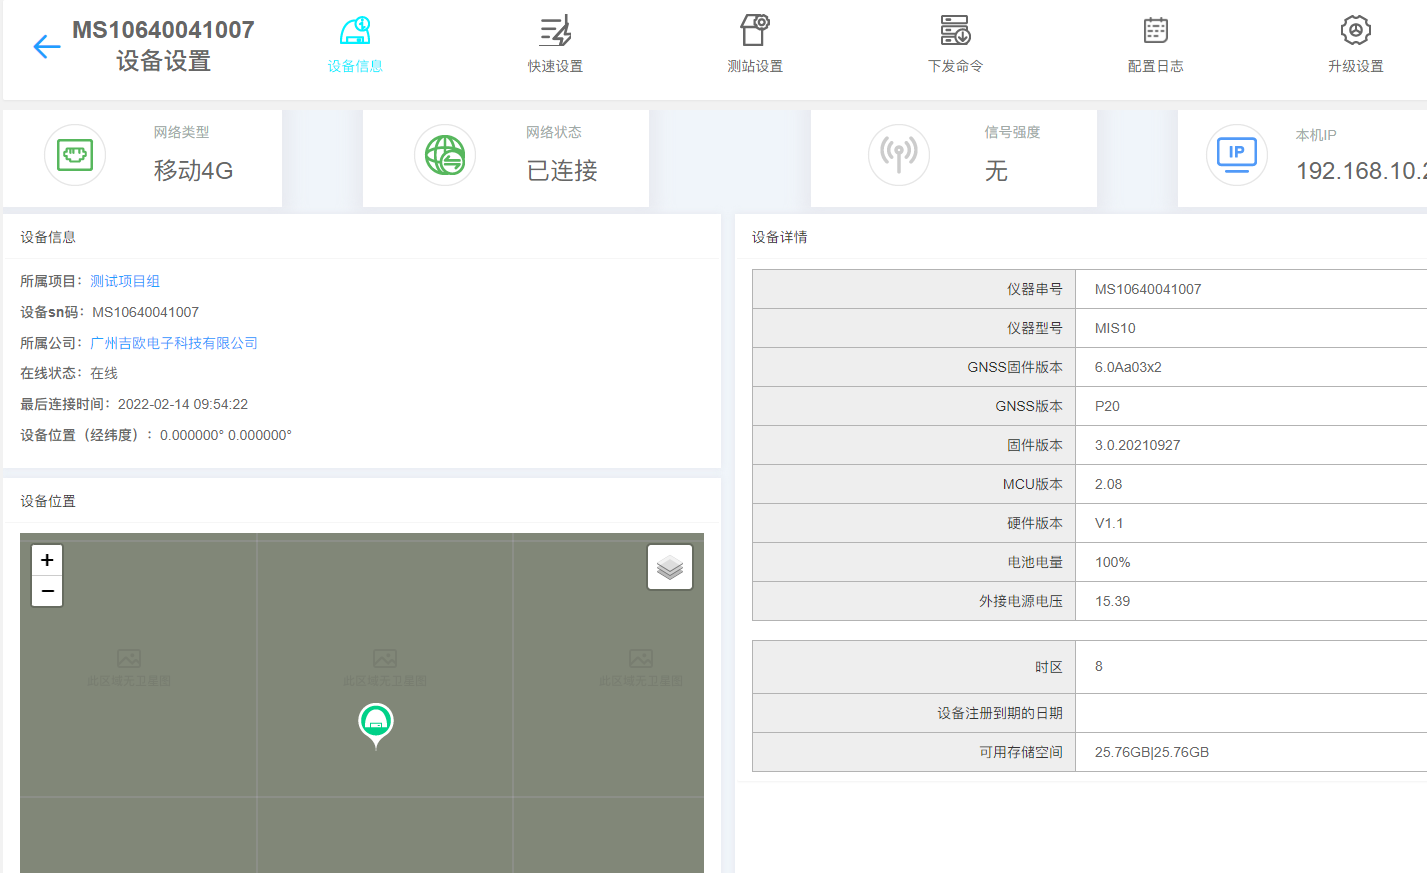 MS10640041007
设备设置
设备信息
快速设置
测站设置
下发命令
配置日志
升级设置
网络类型
移动4G
网络状态
已连接
信号强度
无
IP
本机IP
192.168.10.2
设备信息
所属项目：测试项目组
设备sn码：MS10640041007
所属公司：广州吉欧电子科技有限公司
在线状态：在线
最后连接时间：2022-02-14 09:54:22
设备位置（经纬度）：0.000000° 0.000000°
设备位置
+
−
此区域无卫星图
此区域无卫星图
此区域无卫星图
设备详情
仪器串号 MS10640041007
仪器型号 MIS10
GNSS固件版本 6.0Aa03x2
GNSS版本 P20
固件版本 3.0.20210927
MCU版本 2.08
硬件版本 V1.1
电池电量 100%
外接电源电压 15.39
时区 8
设备注册到期的日期
可用存储空间 25.76GB|25.76GB